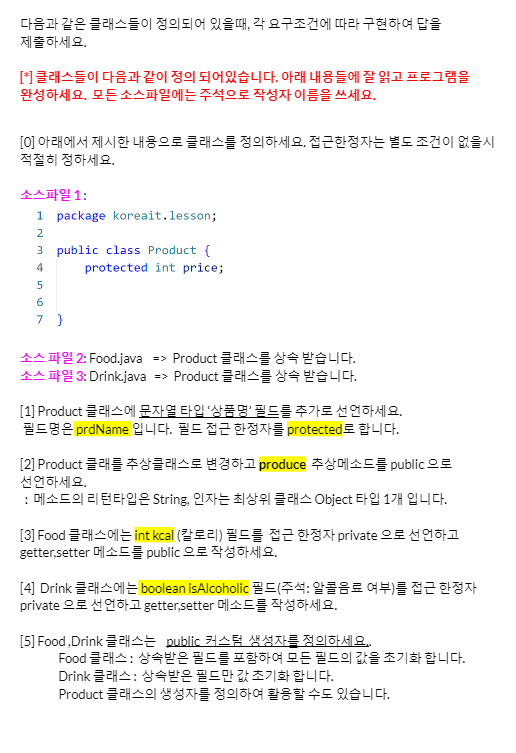 다음과 같은 클래스들이 정의되어 있을때, 각 요구조건에 따라 구현하여 답을
제출하세요.
[*] 클래스들이 다음과 같이 정의 되어있습니다. 아래 내용들에 잘 읽고 프로그램을
완성하세요. 모든 소스파일에는 주석으로 작성자 이름을 쓰세요.
[0] 아래에서 제시한 내용으로 클래스를 정의하세요. 접근한정자는 별도 조건이 없을시
적절히 정하세요.
소스파일 1:
1 package koreait.lesson;
2
3 public class Product {
4 protected int price;
5
6
7 }
소스 파일 2: Food.java => Product 클래스를 상속 받습니다.
소스 파일 3: Drink.java => Product 클래스를 상속 받습니다.
[1] Product 클래스에 문자열 타입 '상품명' 필드를 추가로 선언하세요.
필드명은 prdName 입니다. 필드 접근 한정자를 protected로 합니다.
[2] Product 클래를 추상클래스로 변경하고 produce 추상메소드를 public 으로
선언하세요.
: 메소드의 리턴타입은 String, 인자는 최상위 클래스 Object 타입 1개 입니다.
[3] Food 클래스에는 int kcal (칼로리) 필드를 접근 한정자 private 으로 선언하고
getter,setter 메소드를 public 으로 작성하세요.
[4] Drink 클래스에는 boolean isAlcoholic 필드(주석: 알콜음료 여부)를 접근 한정자
private 으로 선언하고 getter,setter 메소드를 작성하세요.
[5] Food ,Drink 클래스는 public 커스텀 생성자를 정의하세요..
Food 클래스 : 상속받은 필드를 포함하여 모든 필드의 값을 초기화 합니다.
Drink 클래스 : 상속받은 필드만 값 초기화 합니다.
Product 클래스의 생성자를 정의하여 활용할 수도 있습니다.